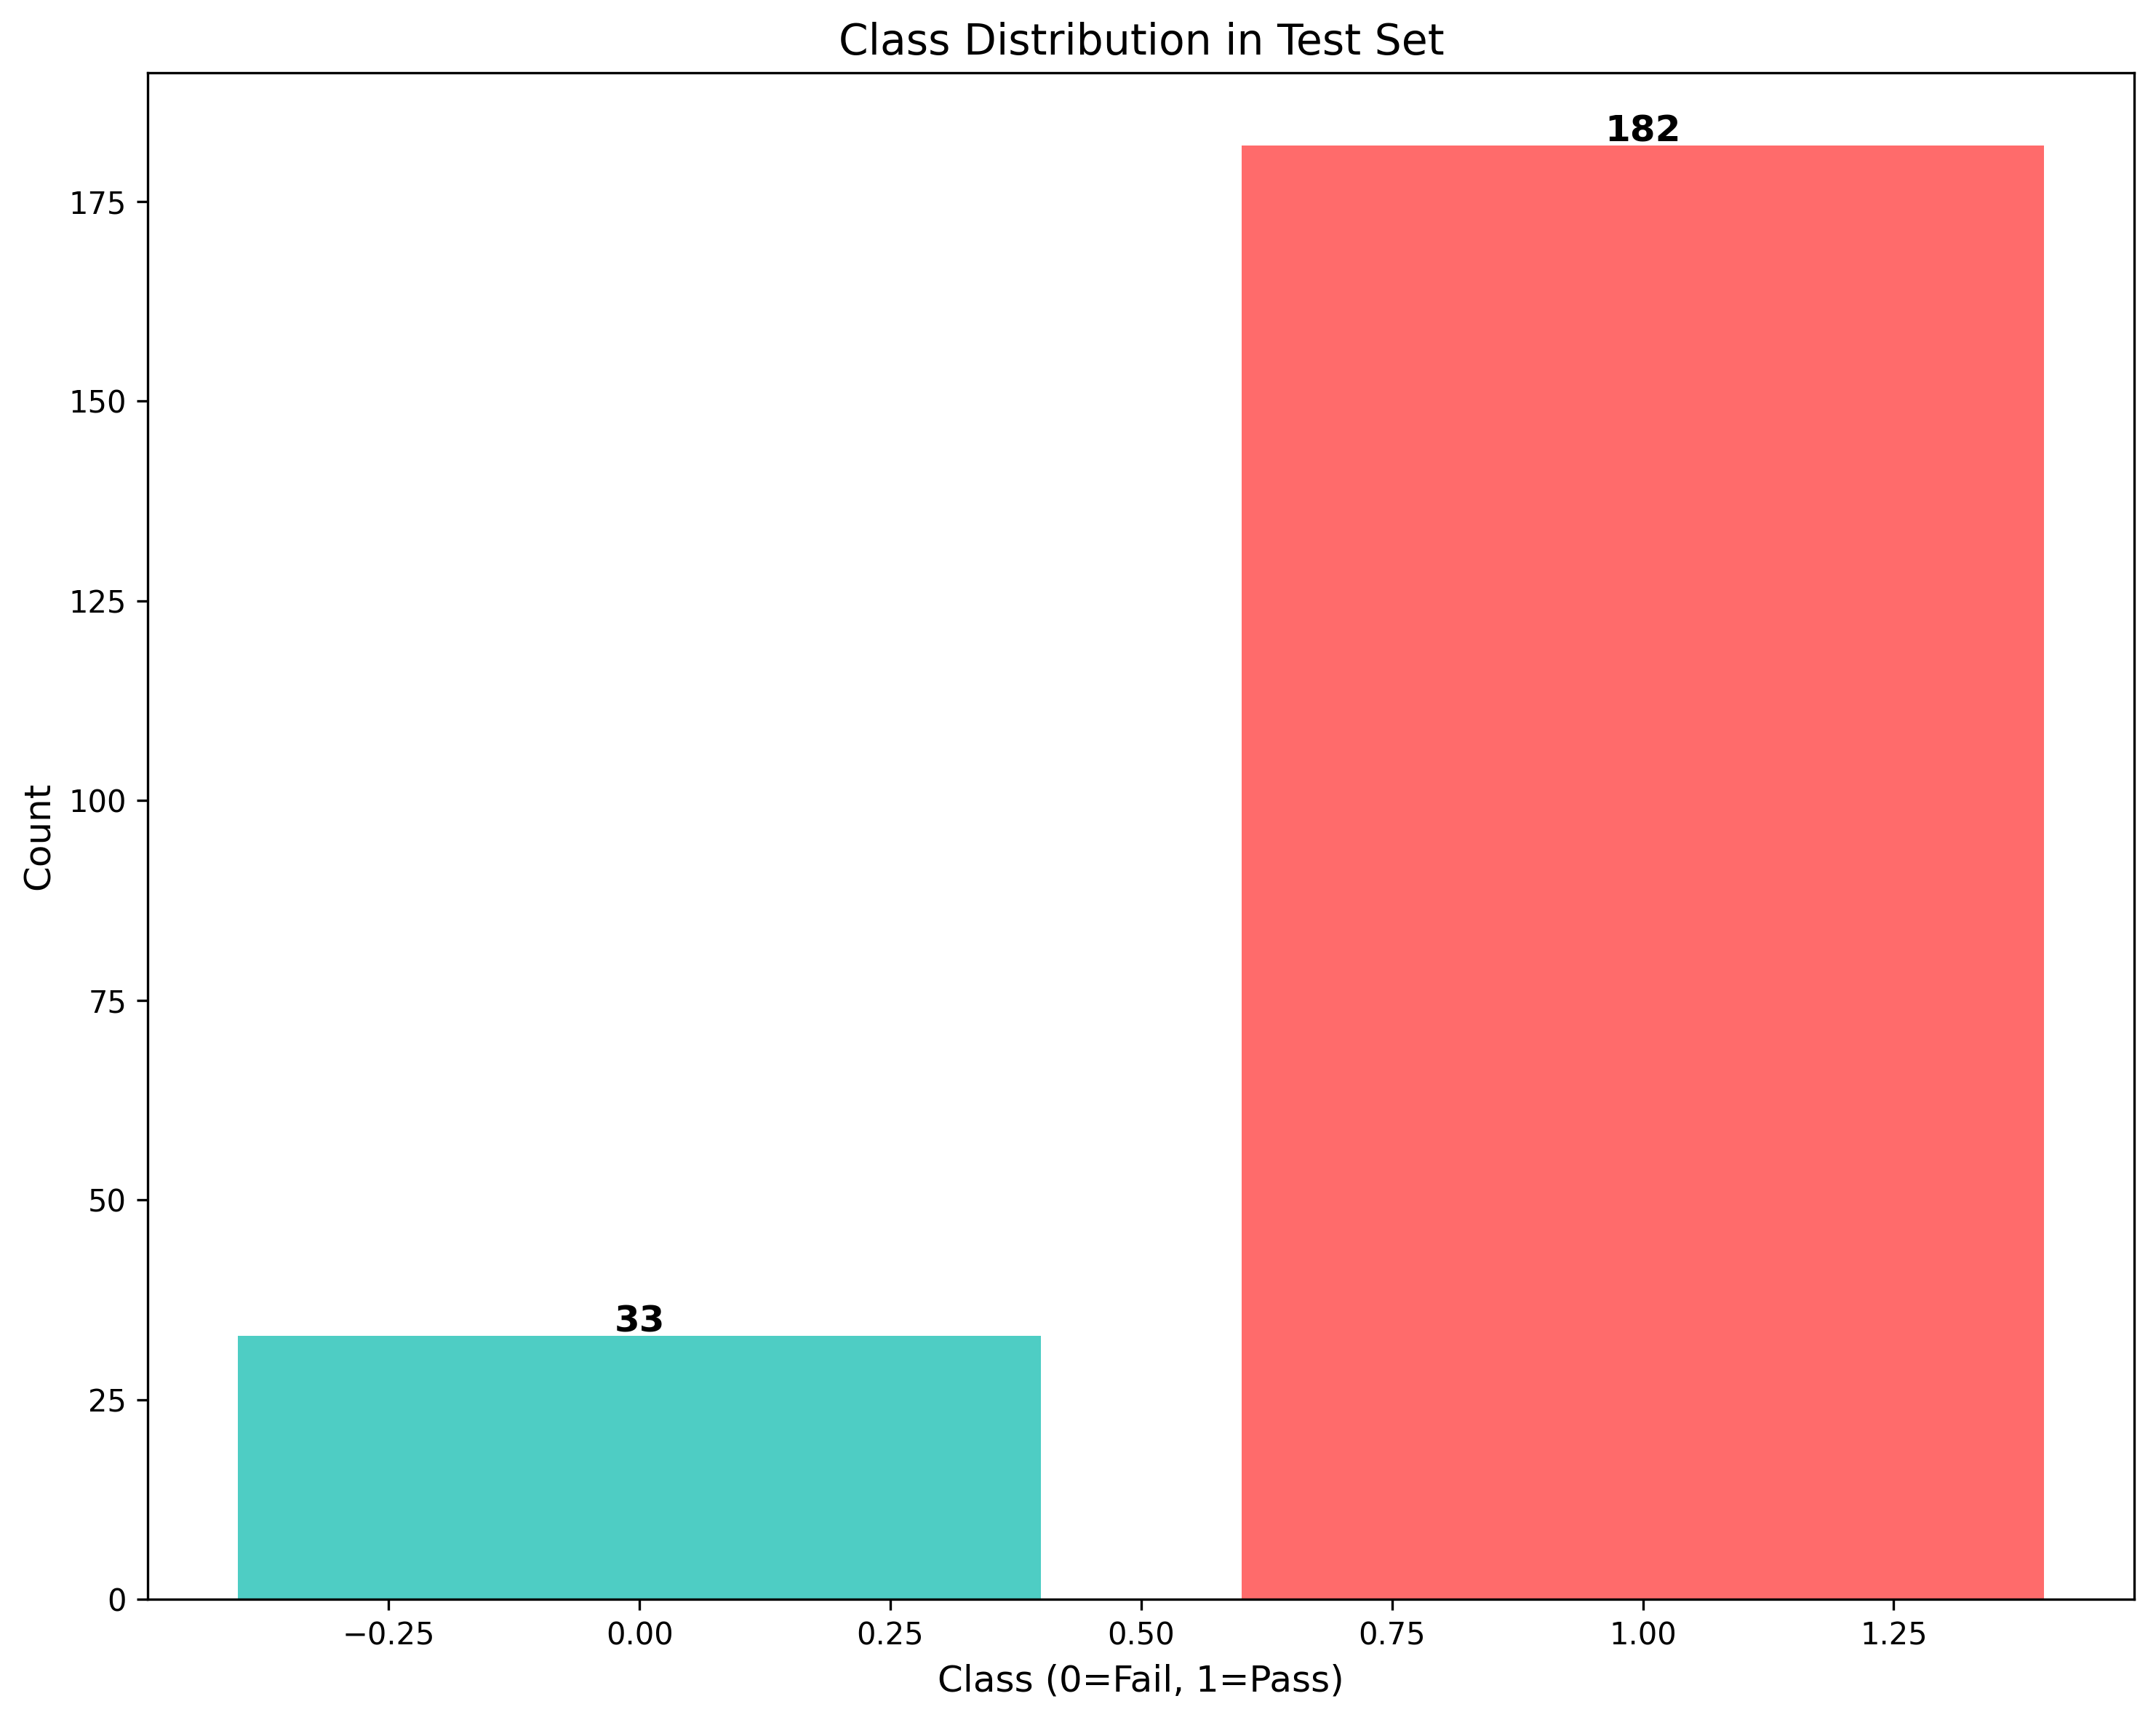 Class Distribution in Test Set
182
175
150
125
100
75
50
25
0
Count
33
−0.25 0.00 0.25 0.50 0.75 1.00 1.25
Class (0=Fail, 1=Pass)